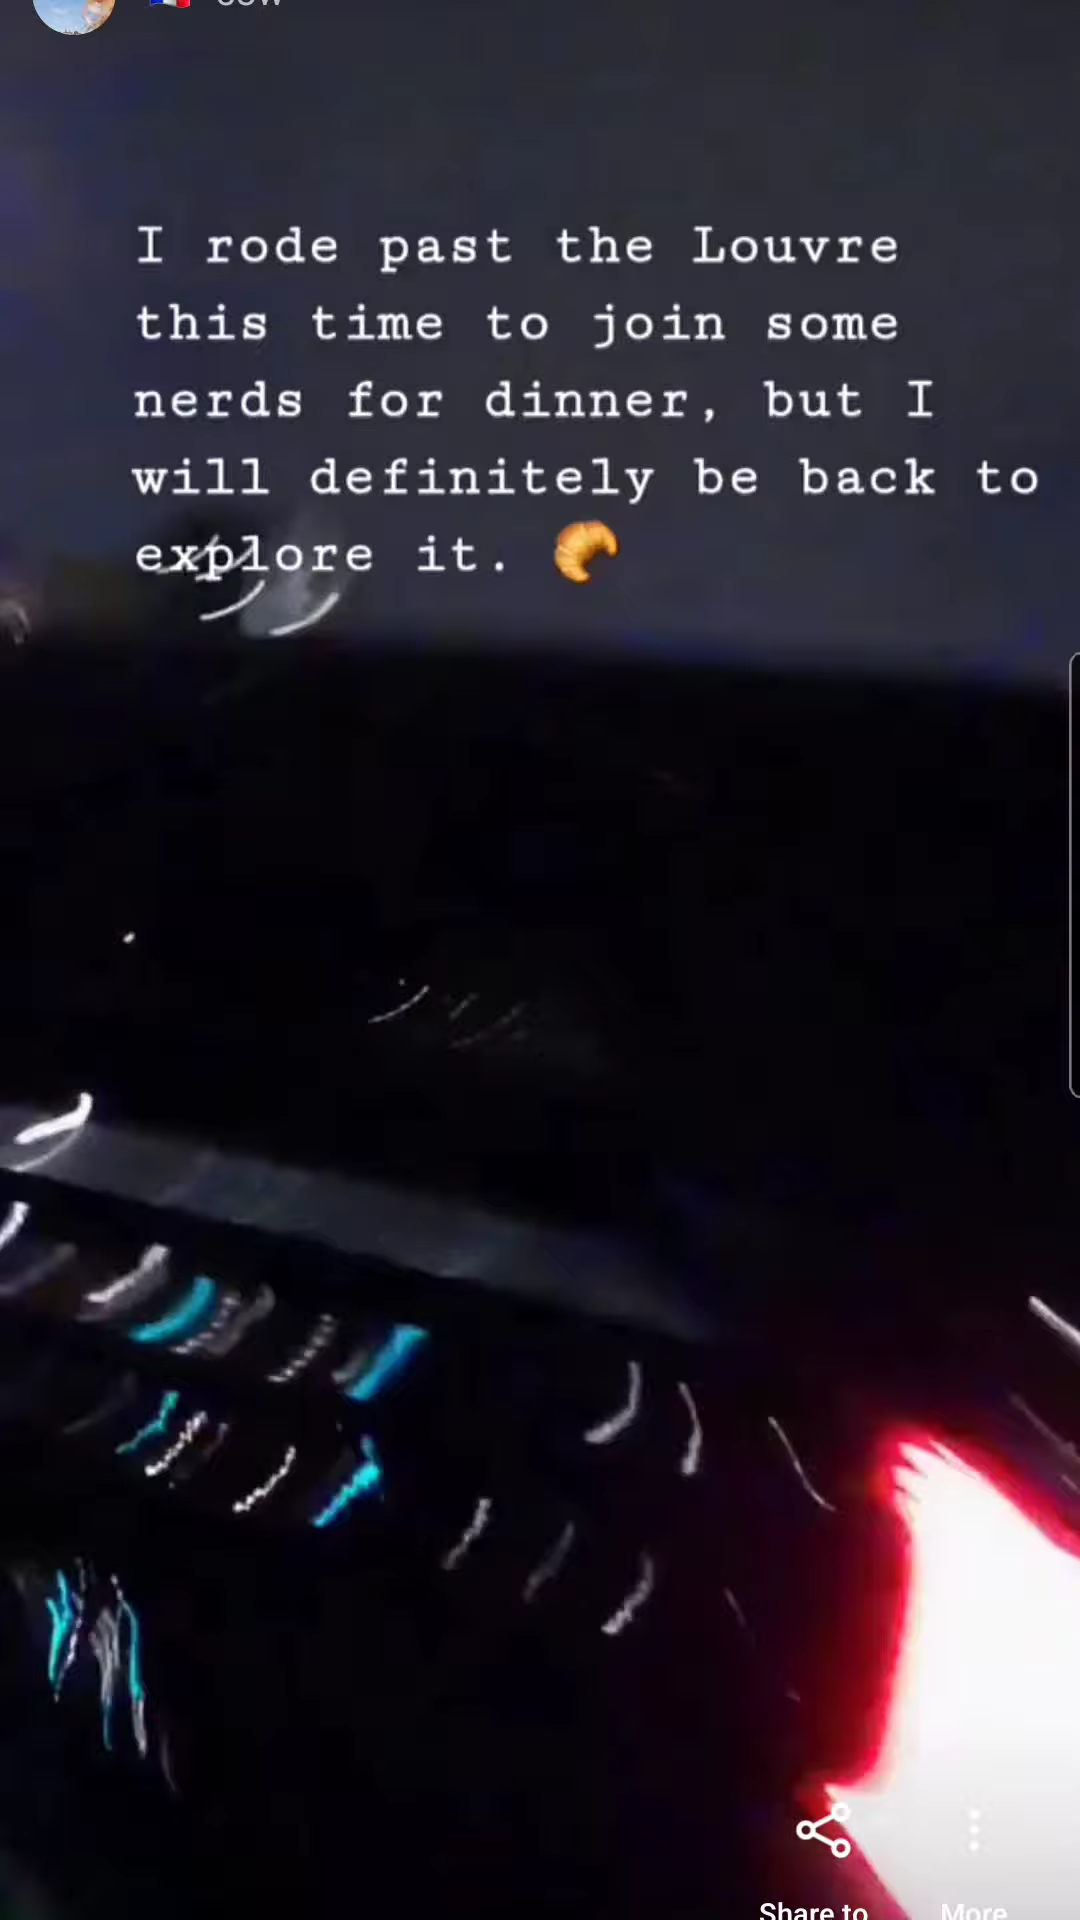 I rode past the Louvre
this time to join some
nerds for dinner, but I
will definitely be back to
explore it. 🥐
Share to
More